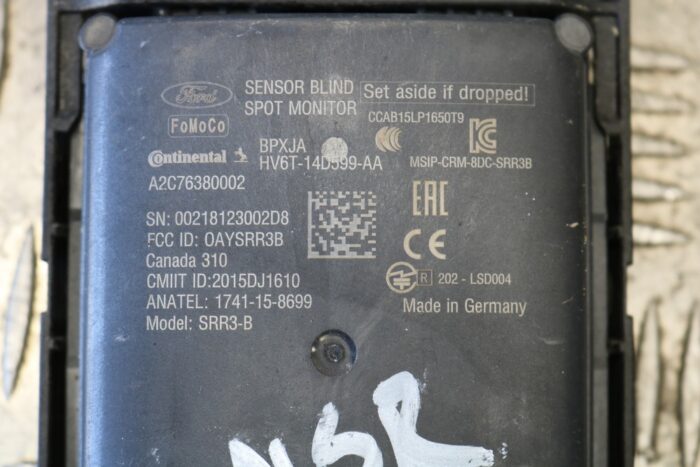 Ford
SENSOR BLIND
SPOT MONITOR
Set aside if dropped!
FoMoCo
CCAB15LP1650T9
Continental
BPXJA
HV6T-14D599-AA
MSIP-CRM-8DC-SRR3B
A2C76380002
EAC
SN: 00218123002D8
FCC ID: OAYSRR3B
Canada 310
CMIIT ID:2015DJ1610
ANATEL: 1741-15-8699
Model: SRR3-B
CE
R 202 - LSD004
Made in Germany
NSR